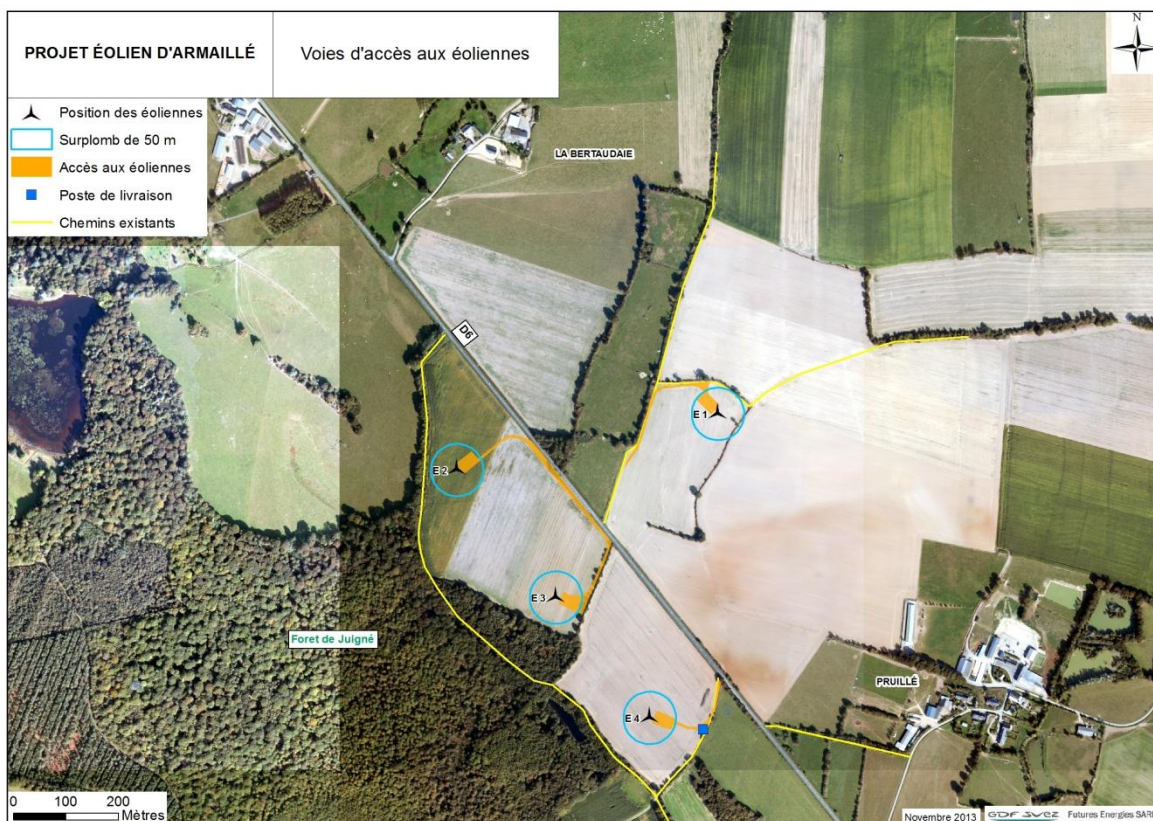 PROJET ÉOLIEN D'ARMAILLÉ
Voies d'accès aux éoliennes
N
Position des éoliennes
Surplomb de 50 m
Accès aux éoliennes
Poste de livraison
Chemins existants
LA BERTAUDAIE
D6
E 1
E 2
E 3
Foret de Juigné
PRUILLÉ
E 4
0 100 200
Mètres
Novembre 2013
GDF SUEZ
Futures Energies SARL